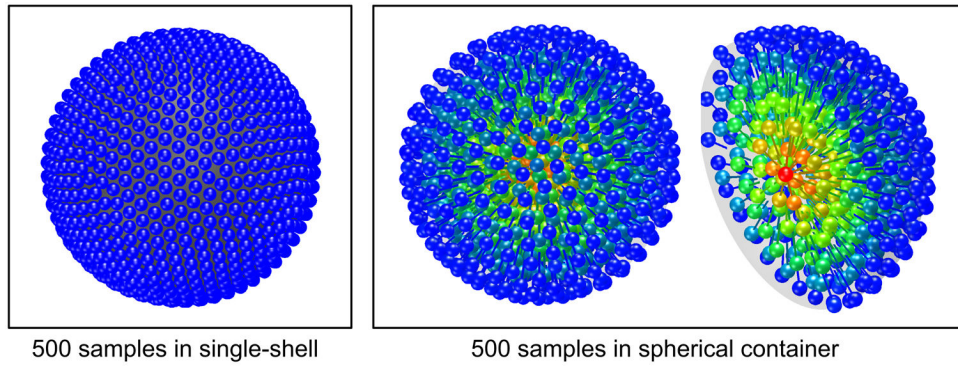 500 samples in single-shell
500 samples in spherical container